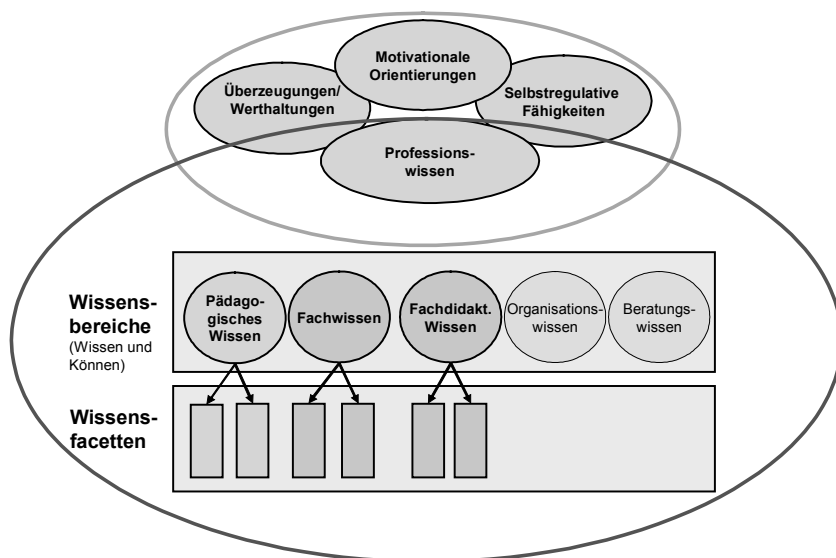 Motivationale
Orientierungen
Überzeugungen/
Werthaltungen
Selbstregulative
Fähigkeiten
Professions-
wissen
Wissens-
bereiche
(Wissen und
Können)
Pädago-
gisches
Wissen
Fachwissen
Fachdidakt.
Wissen
Organisations-
wissen
Beratungs-
wissen
Wissens-
facetten